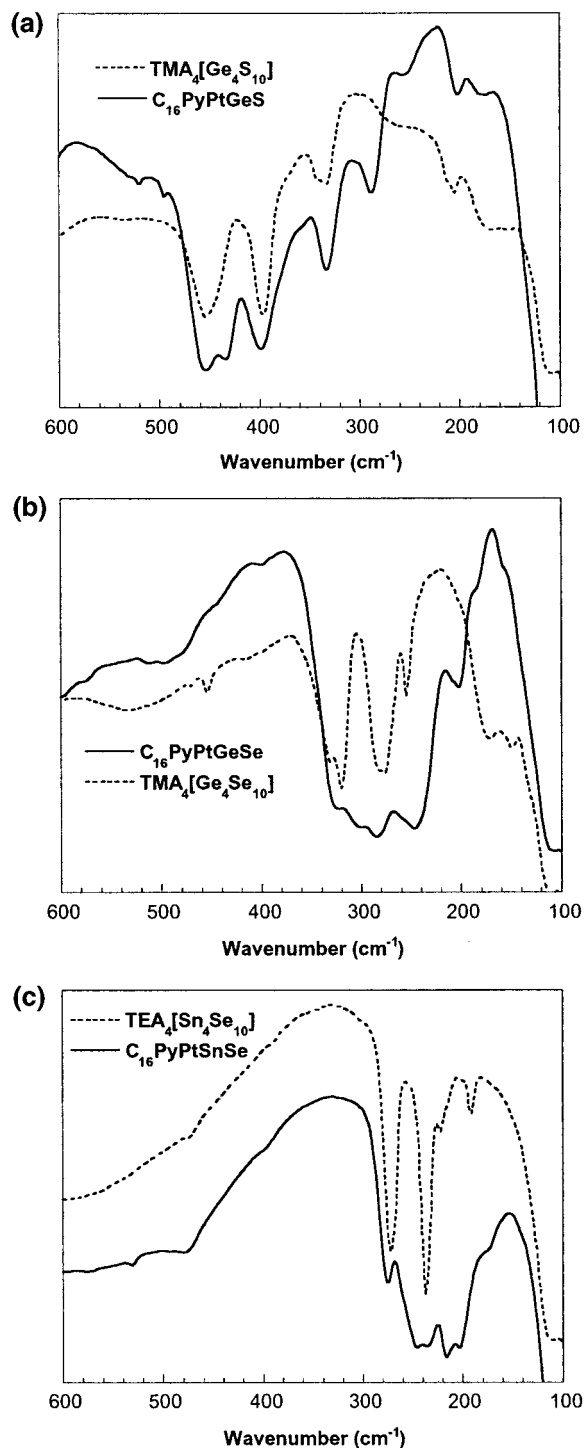 (a)
TMA₄[Ge₄S₁₀]
C₁₆PyPtGeS
600 500 400 300 200 100
Wavenumber (cm⁻¹)
(b)
C₁₆PyPtGeSe
TMA₄[Ge₄Se₁₀]
600 500 400 300 200 100
Wavenumber (cm⁻¹)
(c)
TEA₄[Sn₄Se₁₀]
C₁₆PyPtSnSe
600 500 400 300 200 100
Wavenumber (cm⁻¹)